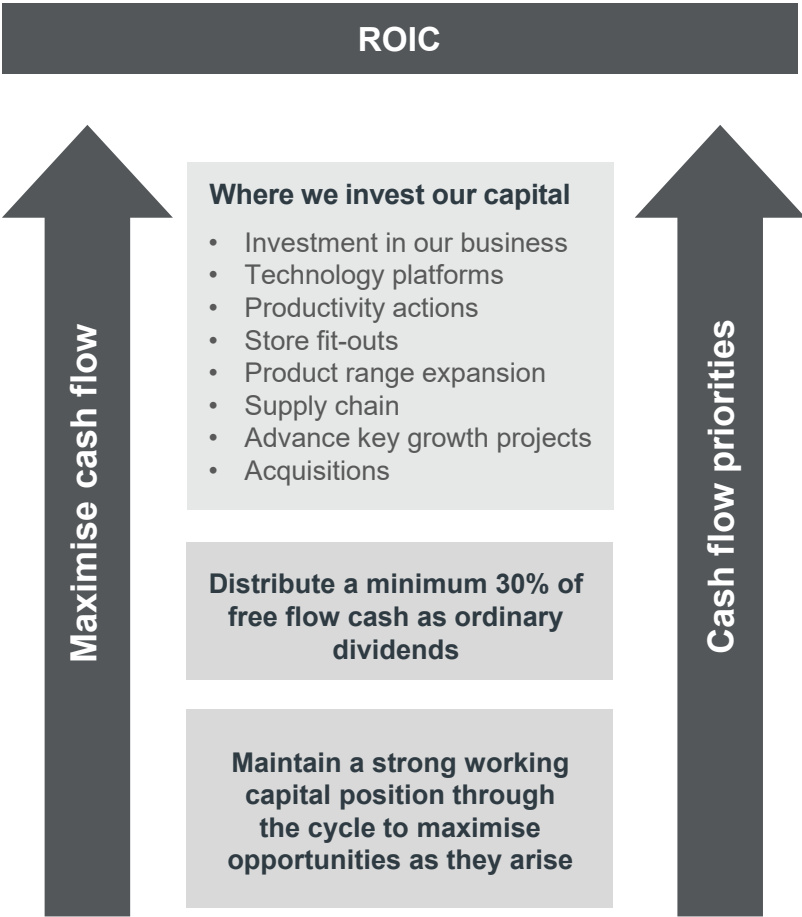 ROIC
Maximise cash flow
Where we invest our capital
• Investment in our business
• Technology platforms
• Productivity actions
• Store fit-outs
• Product range expansion
• Supply chain
• Advance key growth projects
• Acquisitions
Distribute a minimum 30% of
free flow cash as ordinary
dividends
Maintain a strong working
capital position through
the cycle to maximise
opportunities as they arise
Cash flow priorities